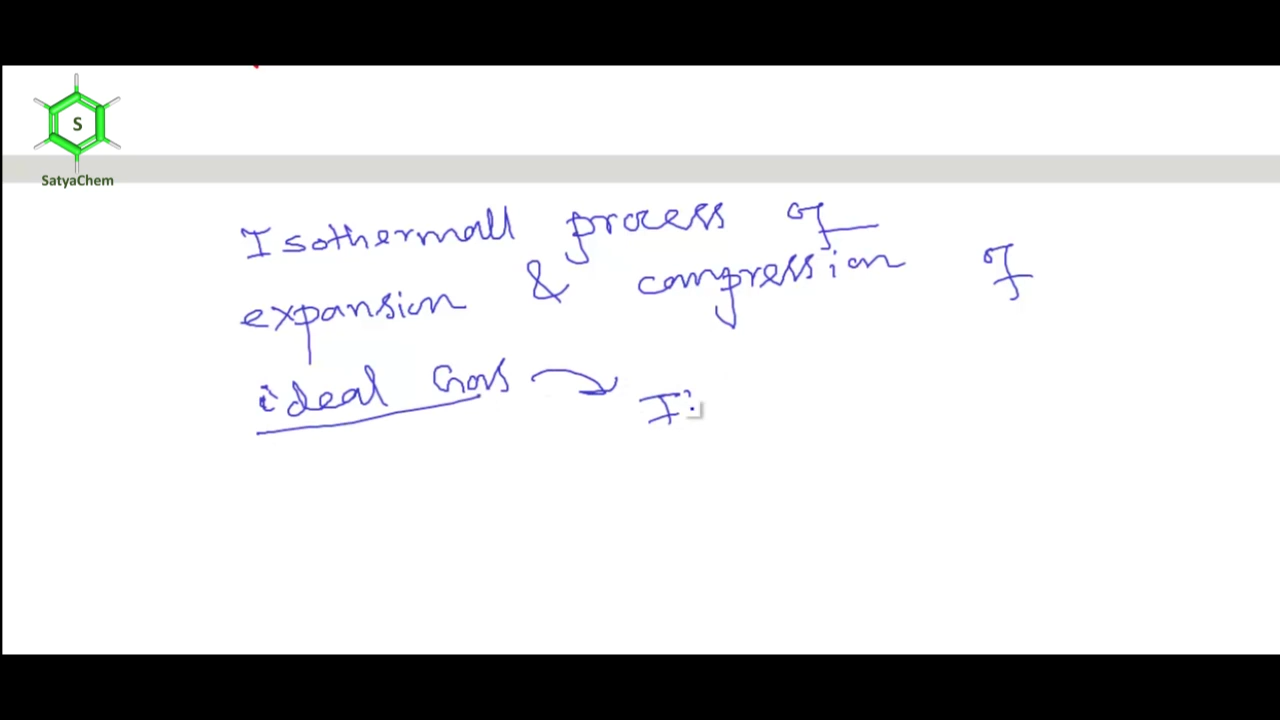 S
SatyaChem
Isothermall process of
expansion & compression of
ideal Gas